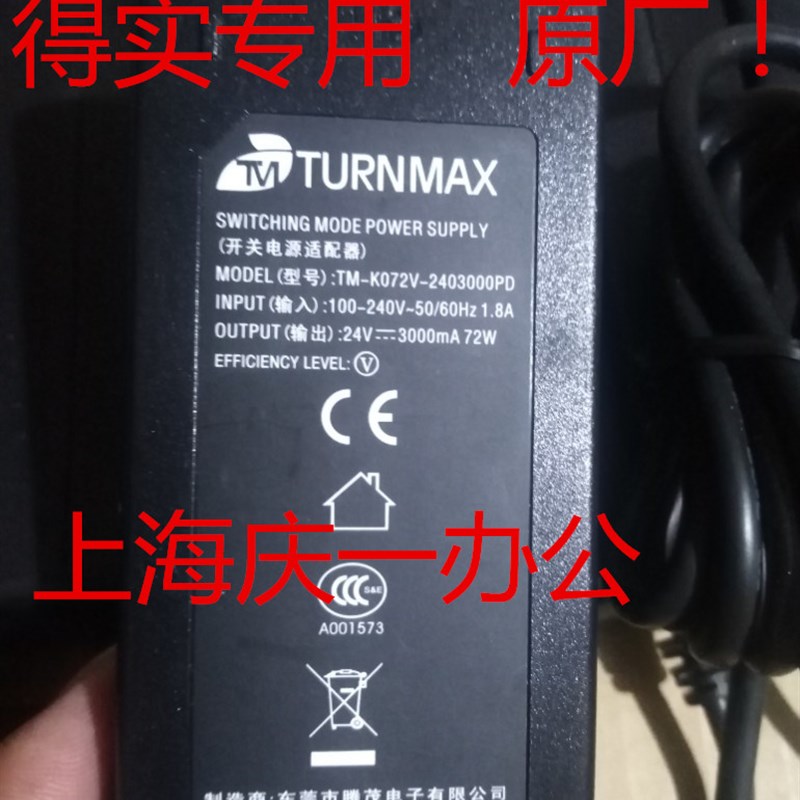 得实专用 原厂！
TM TURNMAX
SWITCHING MODE POWER SUPPLY
(开关电源适配器)
MODEL(型号):TM-K072V-2403000PD
INPUT(输入):100-240V~50/60Hz 1.8A
OUTPUT(输出):24V⎓3000mA 72W
EFFICIENCY LEVEL:Ⓥ
CE
上海庆一办公
CCC S&E
A001573
制造商:东莞市腾茂电子有限公司